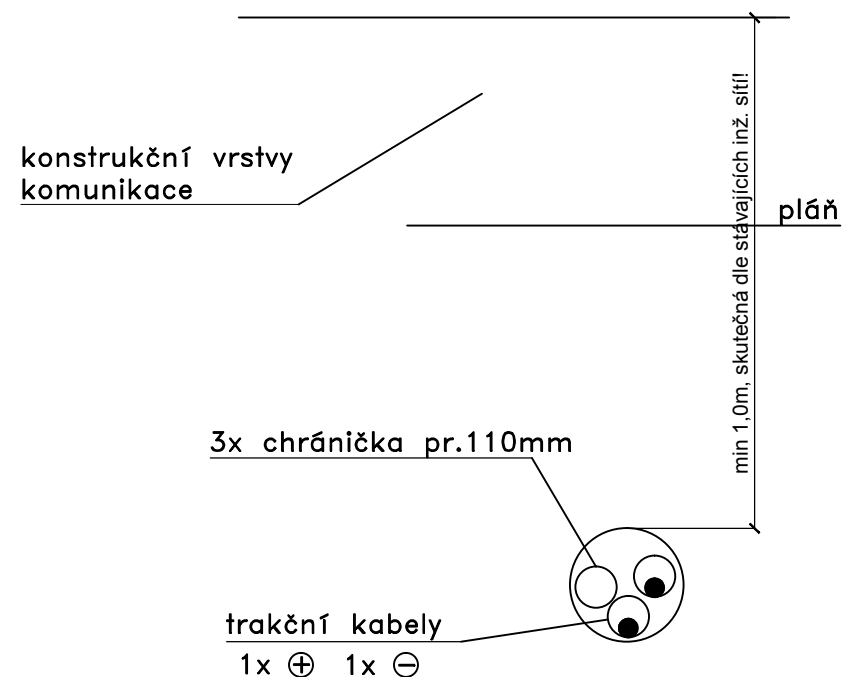 konstrukční vrstvy
komunikace
pláň
min 1,0m, skutečná dle stávajících inž. sítí!
3x chránička pr.110mm
trakční kabely
1x ⊕ 1x ⊖